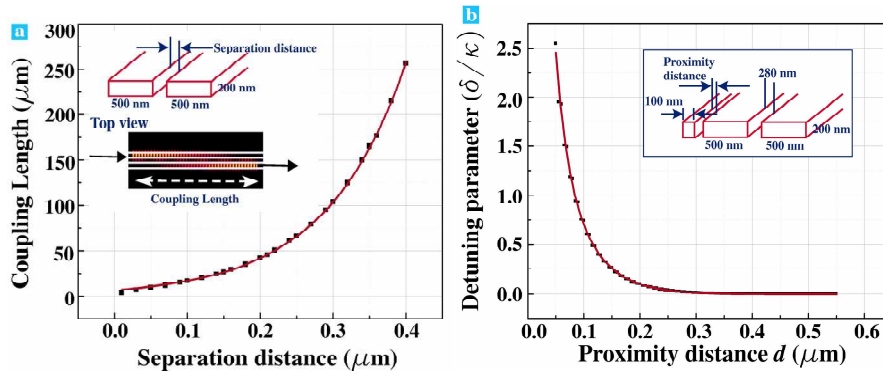 a
Coupling Length (μm)
300
250
200
150
100
50
0
0.0 0.1 0.2 0.3 0.4
Separation distance (μm)
Separation distance
200 nm
500 nm 500 nm
Top view
Coupling Length
b
Detuning parameter (δ/κ)
2.5
2.0
1.5
1.0
0.5
0.0
0.0 0.1 0.2 0.3 0.4 0.5 0.6
Proximity distance d (μm)
Proximity
distance
280 nm
100 nm
200 nm
500 nm 500 nm